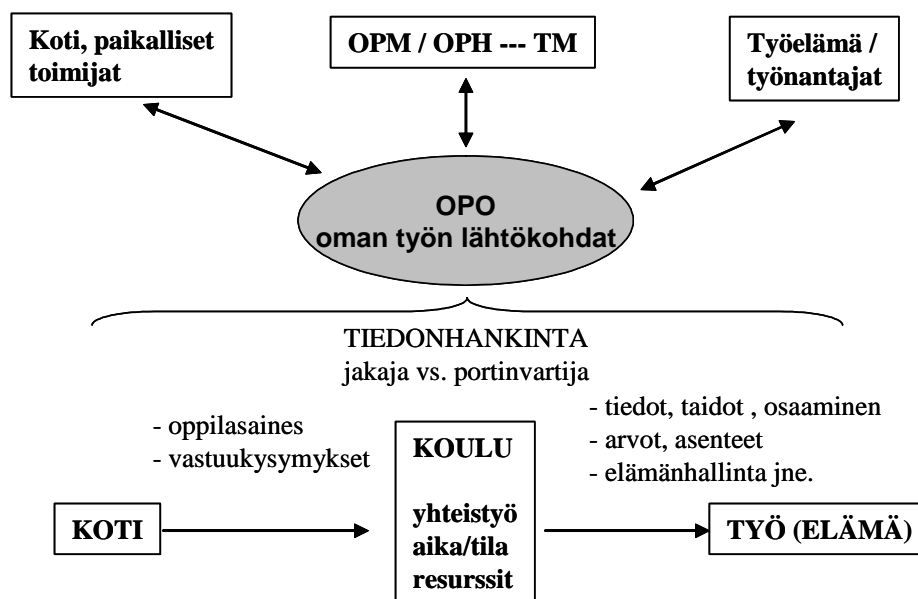 Koti, paikalliset
toimijat
OPM / OPH --- TM
Työelämä /
työnantajat
OPO
oman työn lähtökohdat
TIEDONHANKINTA
jakaja vs. portinvartija
- oppilasaines
- vastuukysymykset
- tiedot, taidot , osaaminen
- arvot, asenteet
- elämänhallinta jne.
KOTI
KOULU
yhteistyö
aika/tila
resurssit
TYÖ (ELÄMÄ)